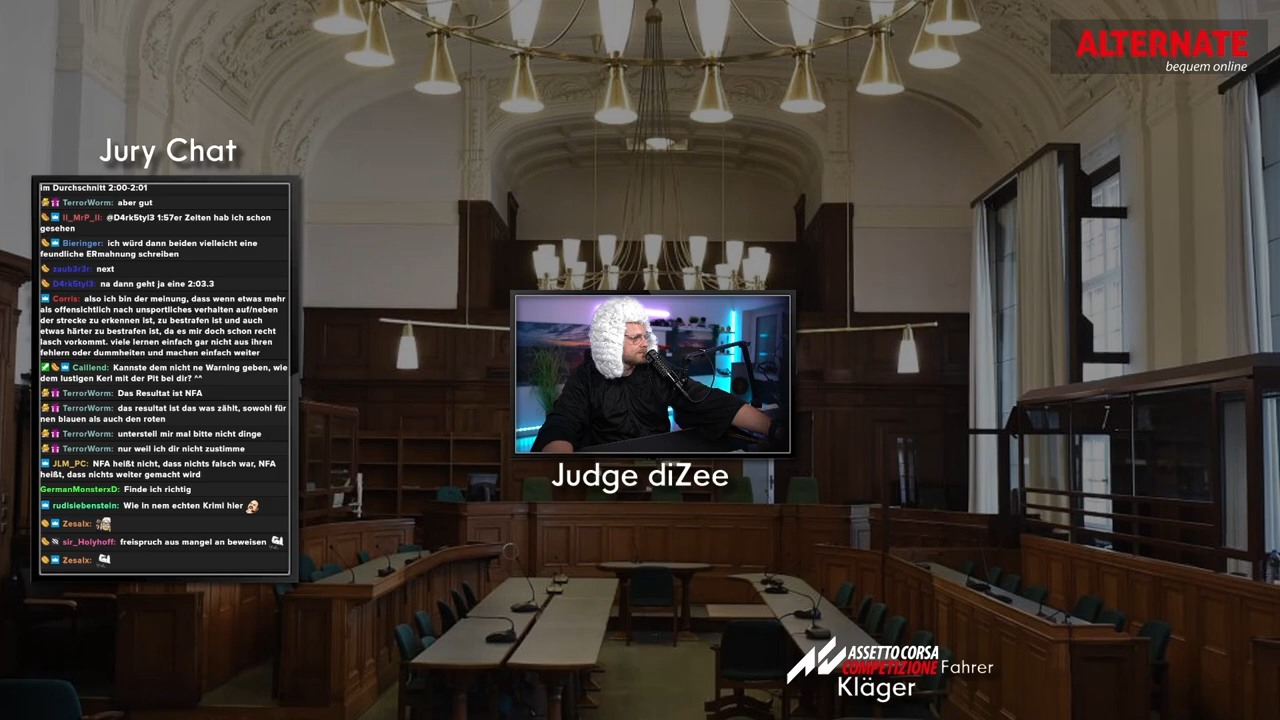 ALTERNATE
bequem online
Jury Chat
im Durchschnitt 2:00-2:01
TerrorWorm: aber gut
II_MrP_II: @D4rk5tyl3 1:57er Zeiten hab ich schon
gesehen
Bieringer: ich würd dann beiden vielleicht eine
feundliche ERmahnung schreiben
zaub3r3r: next
D4rk5tyl3: na dann geht ja eine 2:03.3
Corris: also ich bin der meinung, dass wenn etwas mehr
als offensichtlich nach unsportliches verhalten auf/neben
der strecke zu erkennen ist, zu bestrafen ist und auch
etwas härter zu bestrafen ist, da es mir doch schon recht
lasch vorkommt. viele lernen einfach gar nicht aus ihren
fehlern oder dummheiten und machen einfach weiter
Caillend: Kannste dem nicht ne Warning geben, wie
dem lustigen Kerl mit der Pit bei dir? ^^
TerrorWorm: Das Resultat ist NFA
TerrorWorm: das resultat ist das was zählt, sowohl für
nen blauen als auch den roten
TerrorWorm: unterstell mir mal bitte nicht dinge
TerrorWorm: nur weil ich dir nicht zustimme
JLM_PC: NFA heißt nicht, dass nichts falsch war, NFA
heißt, dass nichts weiter gemacht wird
GermanMonsterxD: Finde ich richtig
rudislebenstein: Wie in nem echten Krimi hier
Zesalx:
sir_Holyhoff: freispruch aus mangel an beweisen
Zesalx:
Judge diZee
ASSETTO CORSA
COMPETIZIONE Fahrer
Kläger